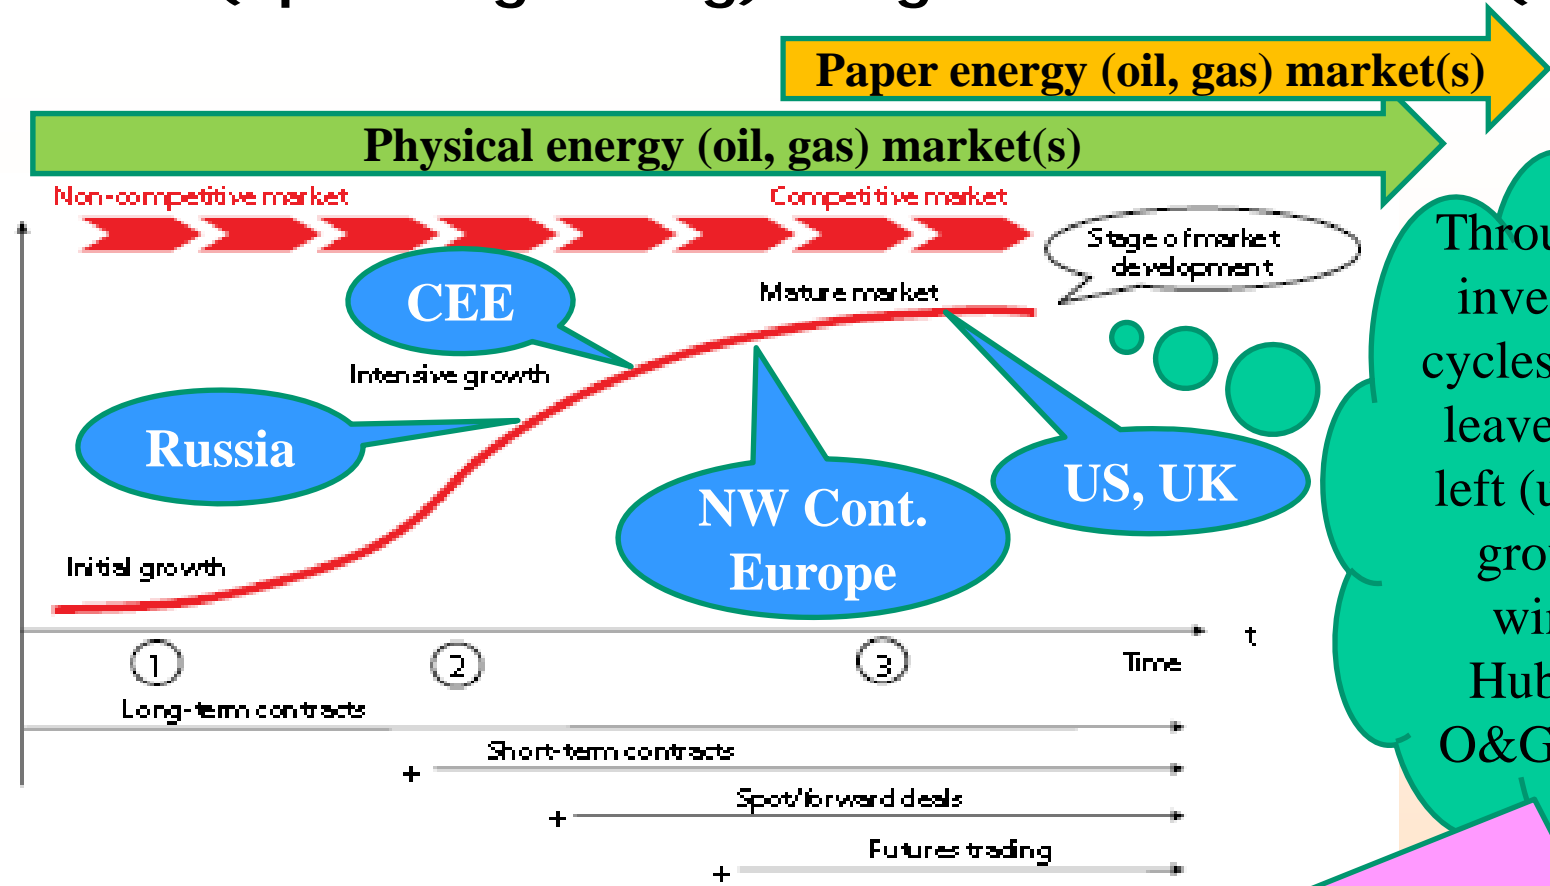 Paper energy (oil, gas) market(s)
Physical energy (oil, gas) market(s)
Non-competitive market
Competitive market
Stage of market
development
Mature market
CEE
Intensive growth
Russia
US, UK
NW Cont.
Europe
Initial growth
t
1
2
3
Time
Long-term contracts
Short-term contracts
+
Spot/forward deals
+
Futures trading
+
cycles
left (u
O&G